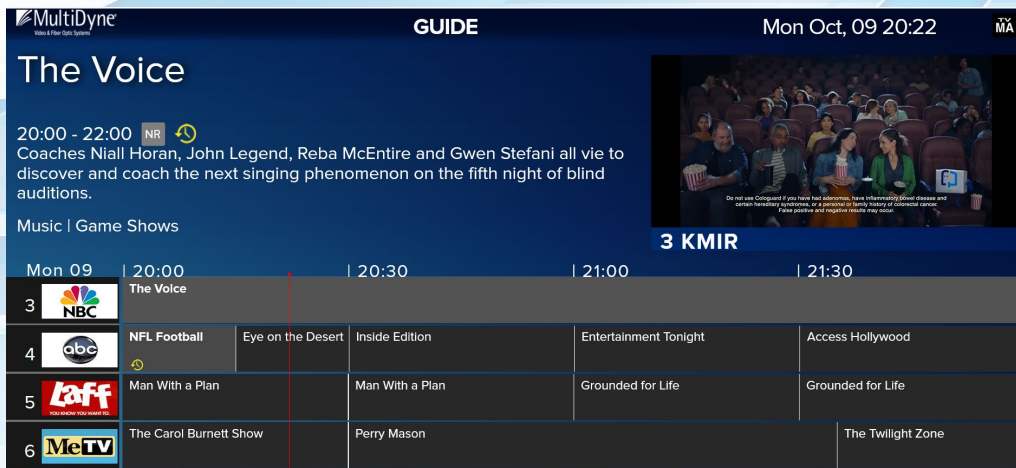 MultiDyne
Video & Fiber Optic Systems
GUIDE
Mon Oct, 09 20:22
TV
MA
The Voice
20:00 - 22:00 NR
Coaches Niall Horan, John Legend, Reba McEntire and Gwen Stefani all vie to
discover and coach the next singing phenomenon on the fifth night of blind
auditions.
Music | Game Shows
Do not use Cologuard if you have had adenomas, have inflammatory bowel disease and
certain hereditary syndromes, or a personal or family history of colorectal cancer.
False positive and negative results may occur.
3 KMIR
Mon 09 | 20:00 | 20:30 | 21:00 | 21:30
3 NBC The Voice
4 abc NFL Football Eye on the Desert Inside Edition Entertainment Tonight Access Hollywood
5 Laff Man With a Plan Man With a Plan Grounded for Life Grounded for Life
YOU KNOW YOU WANT TO.
6 MeTV The Carol Burnett Show Perry Mason The Twilight Zone